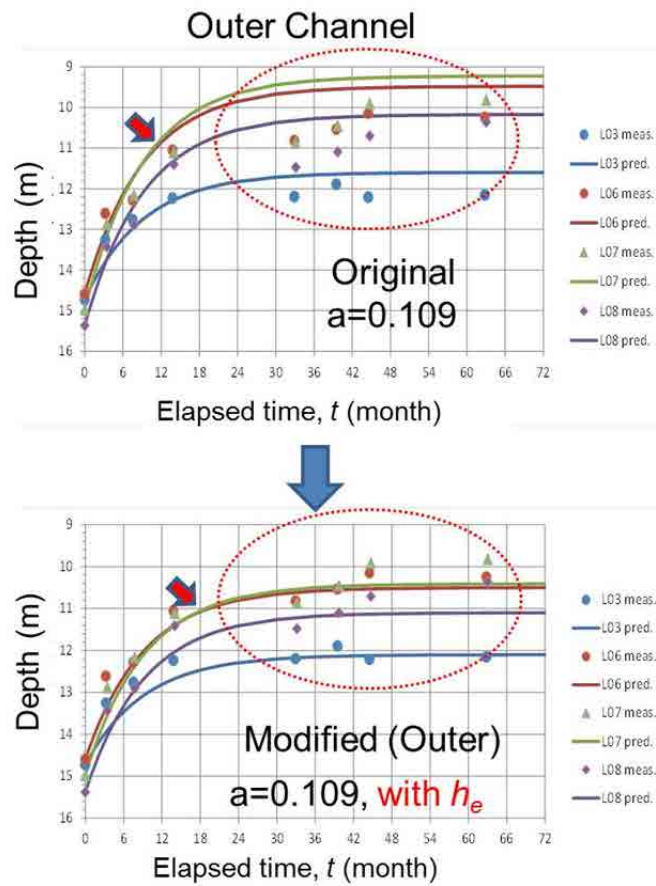 Outer Channel
9
10
11
12
13
14
15
16
Depth (m)
0 6 12 18 24 30 36 42 48 54 60 66 72
Elapsed time, t (month)
Original
a=0.109
L03 meas.
L03 pred.
L06 meas.
L06 pred.
L07 meas.
L07 pred.
L08 meas.
L08 pred.
9
10
11
12
13
14
15
16
Depth (m)
0 6 12 18 24 30 36 42 48 54 60 66 72
Elapsed time, t (month)
Modified (Outer)
a=0.109, with he
L03 meas.
L03 pred.
L06 meas.
L06 pred.
L07 meas.
L07 pred.
L08 meas.
L08 pred.